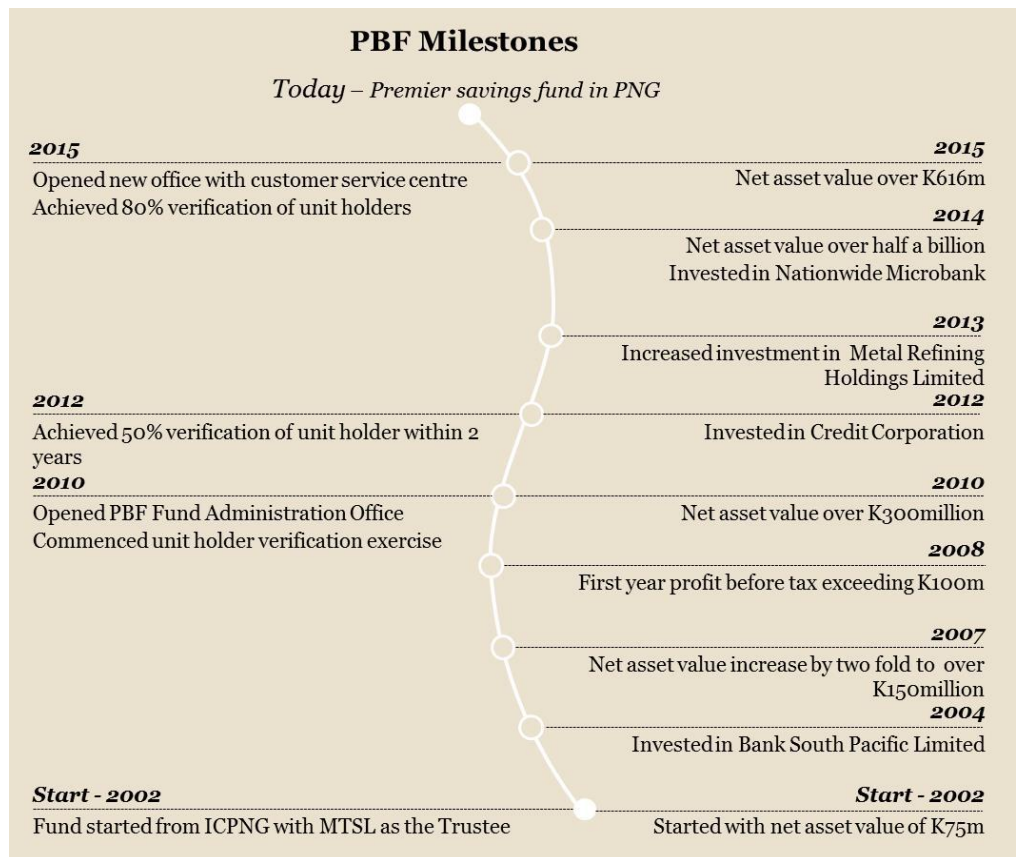 PBF Milestones
Today – Premier savings fund in PNG
2015
Opened new office with customer service centre
Achieved 80% verification of unit holders
2015
Net asset value over K616m
2014
Net asset value over half a billion
Invested in Nationwide Microbank
2013
Increased investment in Metal Refining
Holdings Limited
2012
Achieved 50% verification of unit holder within 2
years
2012
Invested in Credit Corporation
2010
Opened PBF Fund Administration Office
Commenced unit holder verification exercise
2010
Net asset value over K300million
2008
First year profit before tax exceeding K100m
2007
Net asset value increase by two fold to over
K150million
2004
Invested in Bank South Pacific Limited
Start - 2002
Fund started from ICPNG with MTSL as the Trustee
Start - 2002
Started with net asset value of K75m